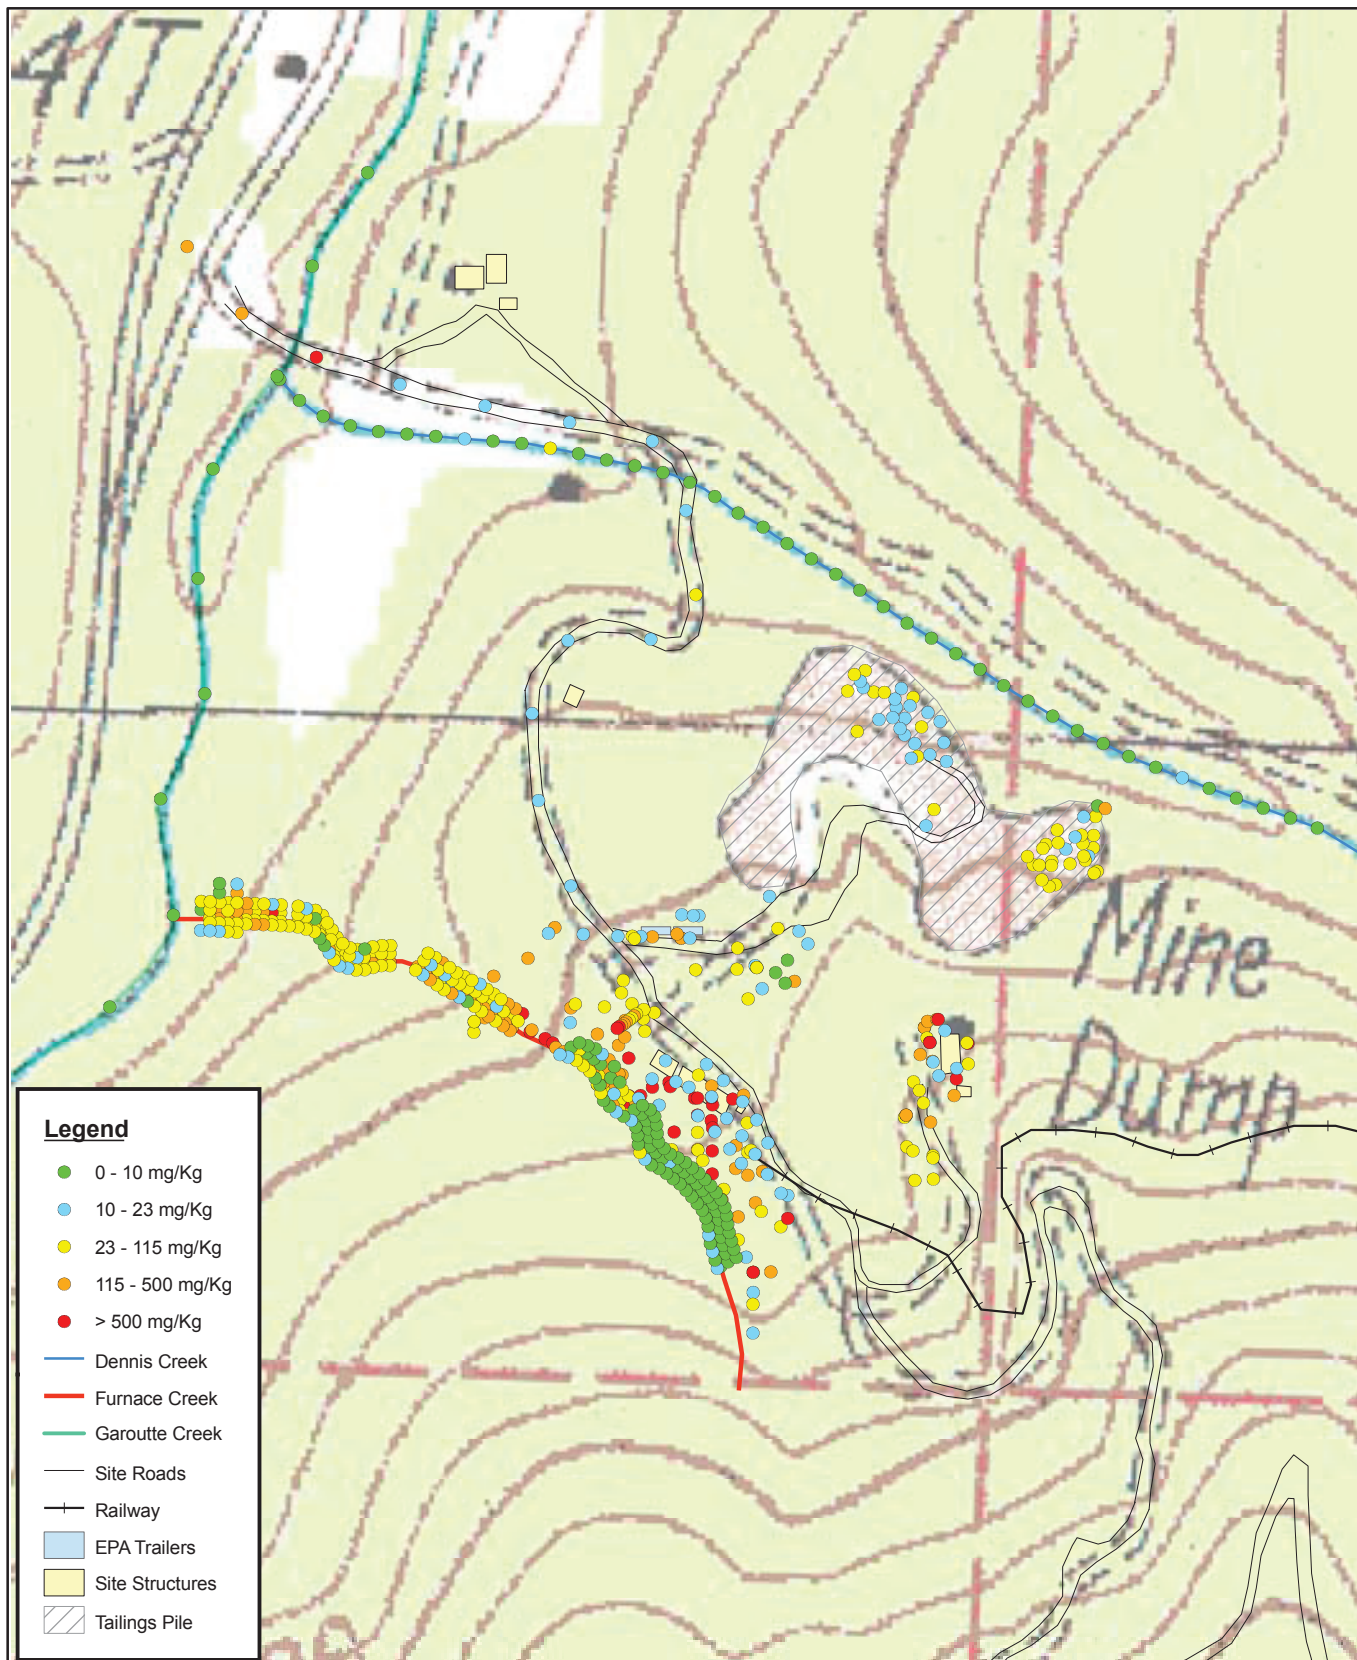 4T
Mine
Dump
Legend
0 - 10 mg/Kg
10 - 23 mg/Kg
23 - 115 mg/Kg
115 - 500 mg/Kg
> 500 mg/Kg
Dennis Creek
Furnace Creek
Garoutte Creek
Site Roads
Railway
EPA Trailers
Site Structures
Tailings Pile